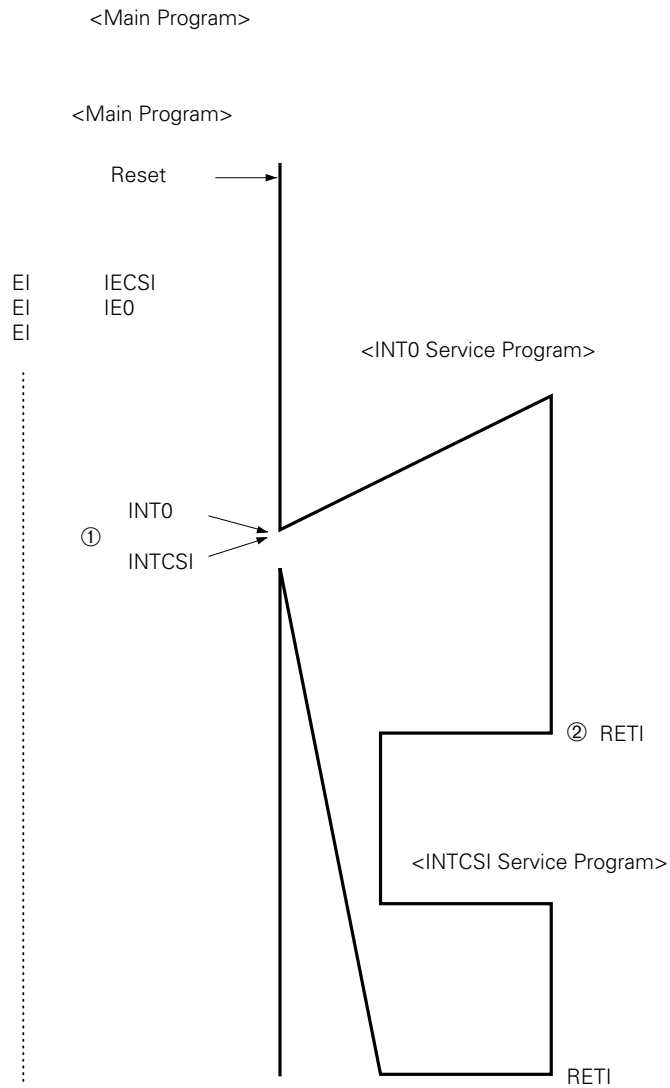 <Main Program>
<Main Program>
Reset
EI IECSI
EI IE0
EI
<INT0 Service Program>
INT0
①
INTCSI
② RETI
<INTCSI Service Program>
RETI